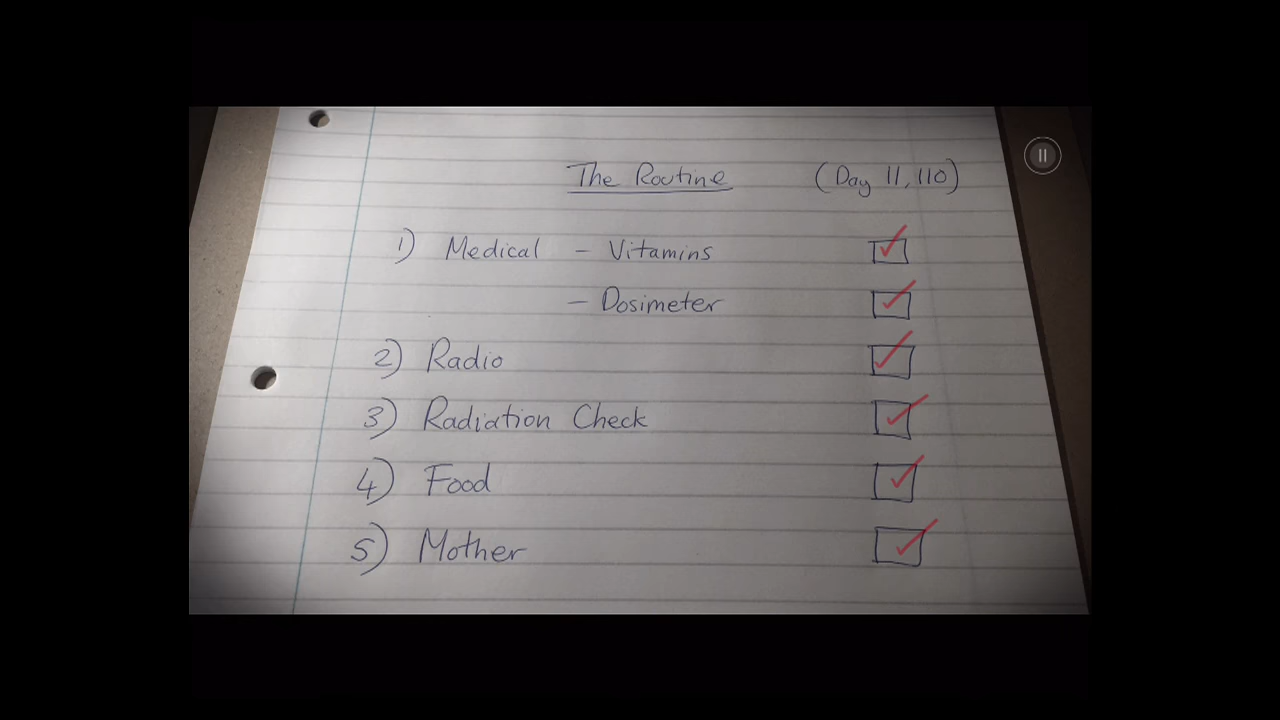 The Routine (Day 11,110)
1) Medical - Vitamins
- Dosimeter
2) Radio
3) Radiation Check
4) Food
5) Mother